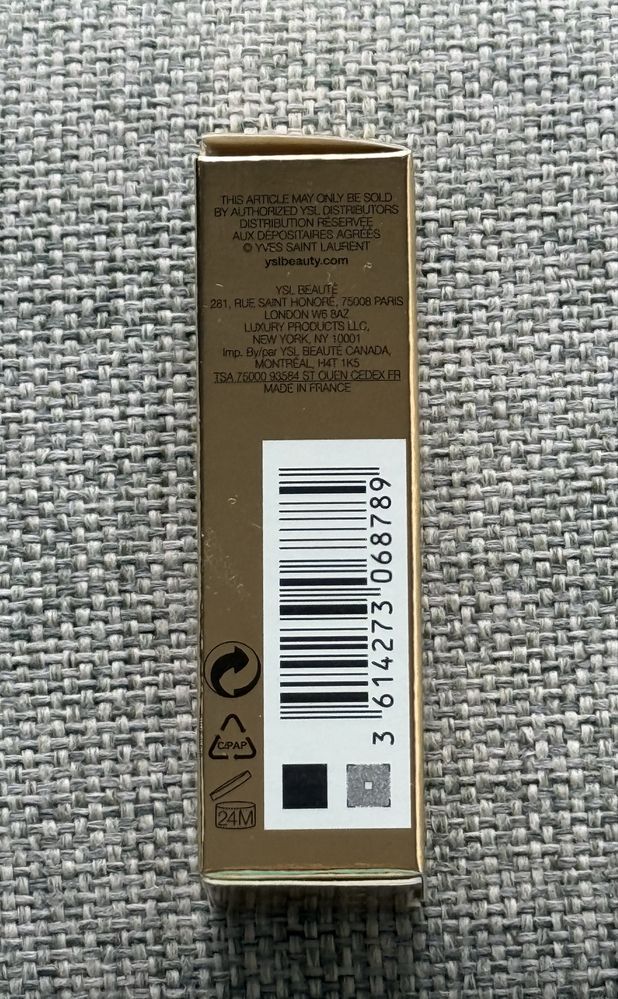 THIS ARTICLE MAY ONLY BE SOLD
BY AUTHORIZED YSL DISTRIBUTORS
DISTRIBUTION RÉSERVÉE
AUX DÉPOSITAIRES AGRÉÉS
© YVES SAINT LAURENT
yslbeauty.com
YSL BEAUTÉ
281, RUE SAINT HONORÉ, 75008 PARIS
LONDON W6 8AZ
LUXURY PRODUCTS LLC,
NEW YORK, NY 10001
Imp. By/par YSL BEAUTÉ CANADA,
MONTRÉAL, H4T 1K5
TSA 75000 93584 ST OUEN CEDEX FR
MADE IN FRANCE
3 614273 068789
C/PAP
24M